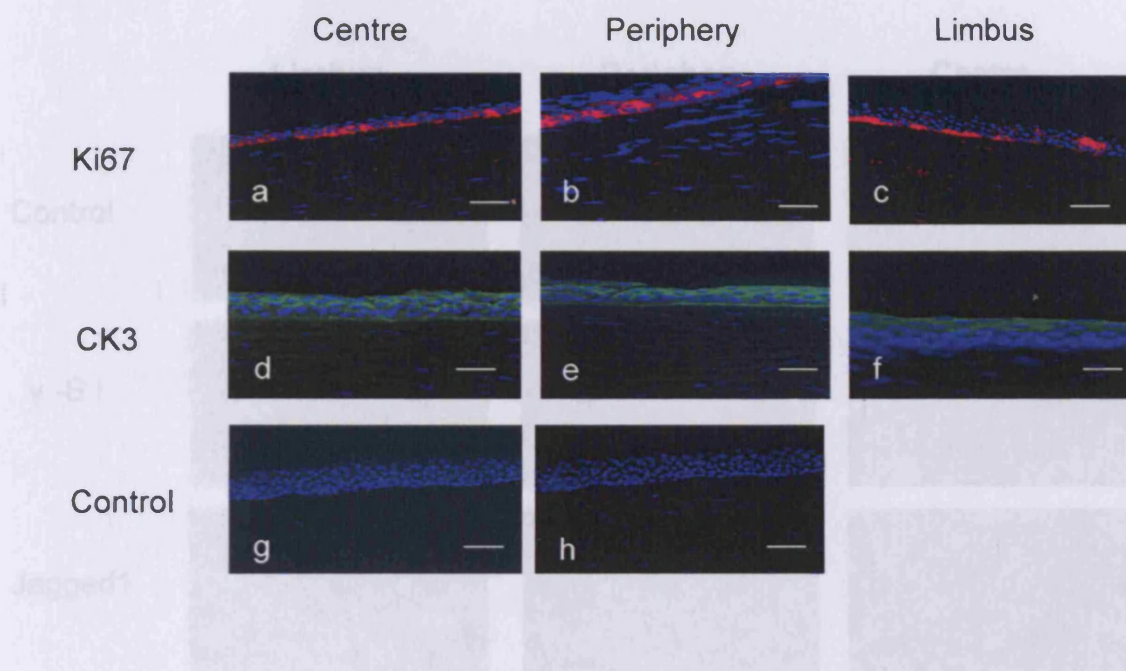 Centre Periphery Limbus
Ki67
a b c
CK3
d e f
Control
g h
Control
Jagged1